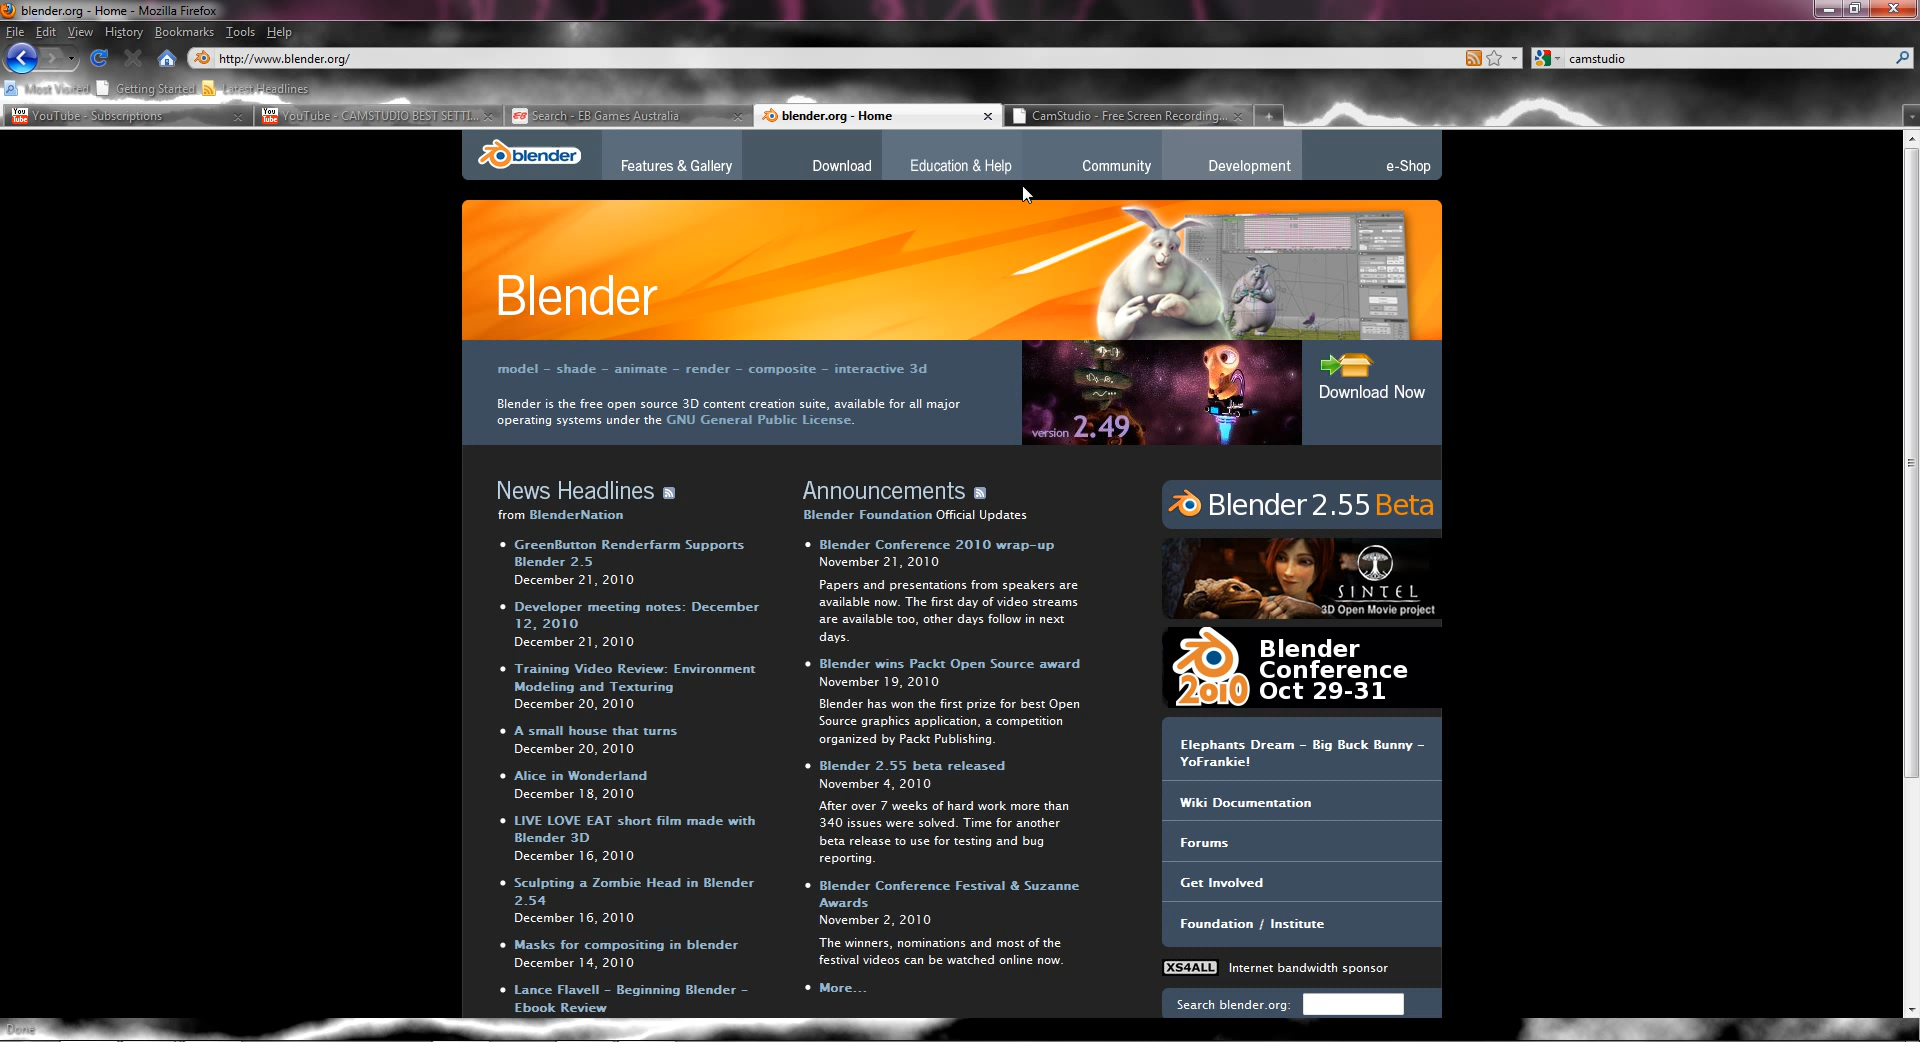 blender.org - Home - Mozilla Firefox
File Edit View History Bookmarks Tools Help
http://www.blender.org/
camstudio
Most Visited Getting Started Latest Headlines
YouTube - Subscriptions
YouTube - CAMSTUDIO BEST SETTI...
Search - EB Games Australia
blender.org - Home
CamStudio - Free Screen Recording...
blender
Features & Gallery
Download
Education & Help
Community
Development
e-Shop
Blender
model - shade - animate - render - composite - interactive 3d
Blender is the free open source 3D content creation suite, available for all major
operating systems under the GNU General Public License.
version 2.49
Download Now
News Headlines
from BlenderNation
GreenButton Renderfarm Supports
Blender 2.5
December 21, 2010
Developer meeting notes: December
12, 2010
December 21, 2010
Training Video Review: Environment
Modeling and Texturing
December 20, 2010
A small house that turns
December 20, 2010
Alice in Wonderland
December 18, 2010
LIVE LOVE EAT short film made with
Blender 3D
December 16, 2010
Sculpting a Zombie Head in Blender
2.54
December 16, 2010
Masks for compositing in blender
December 14, 2010
Lance Flavell - Beginning Blender -
Ebook Review
Announcements
Blender Foundation Official Updates
Blender Conference 2010 wrap-up
November 21, 2010
Papers and presentations from speakers are
available now. The first day of video streams
are available too, other days follow in next
days.
Blender wins Packt Open Source award
November 19, 2010
Blender has won the first prize for best Open
Source graphics application, a competition
organized by Packt Publishing.
Blender 2.55 beta released
November 4, 2010
After over 7 weeks of hard work more than
340 issues were solved. Time for another
beta release to use for testing and bug
reporting.
Blender Conference Festival & Suzanne
Awards
November 2, 2010
The winners, nominations and most of the
festival videos can be watched online now.
More...
Blender 2.55 Beta
SINTEL
3D Open Movie project
2010
Blender
Conference
Oct 29-31
Elephants Dream - Big Buck Bunny -
YoFrankie!
Wiki Documentation
Forums
Get Involved
Foundation / Institute
XS4ALL Internet bandwidth sponsor
Search blender.org:
Done